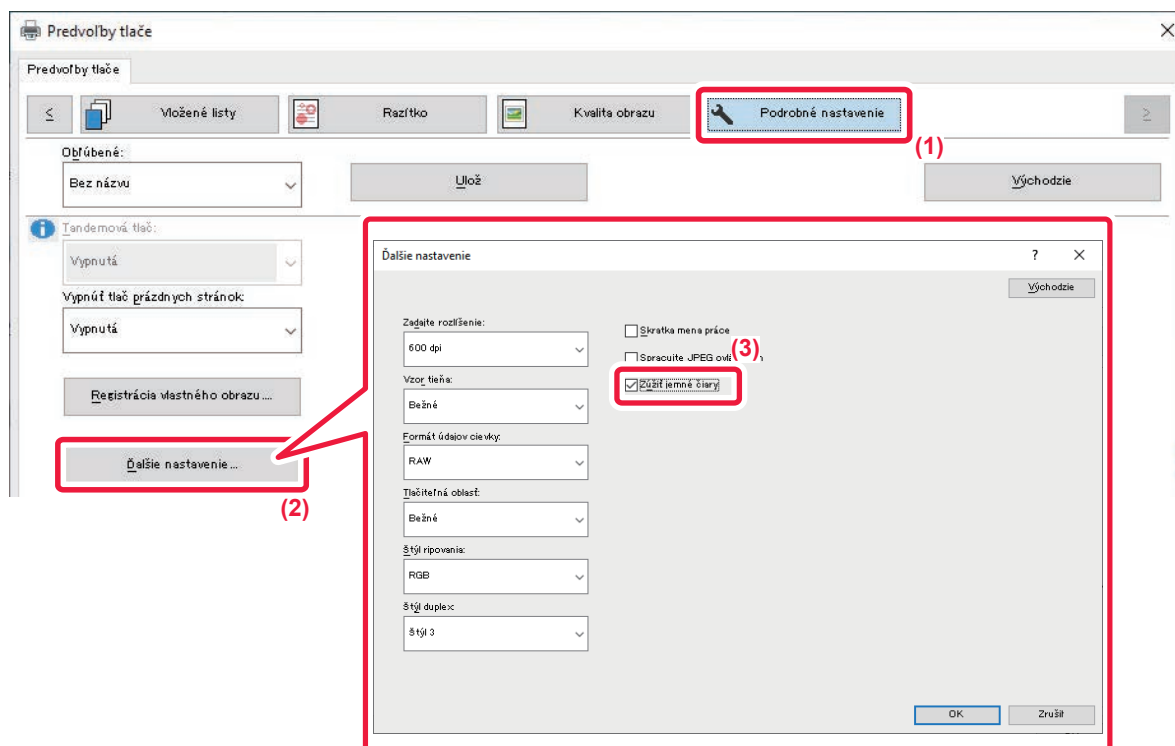 Predvoľby tlače
Predvoľby tlače
≤
Vložené listy
Razítko
Kvalita obrazu
Podrobné nastavenie
≥
(1)
Obľúbené:
Bez názvu
Ulož
Východzie
Tandemová tlač:
Vypnutá
Vypnúť tlač prázdnych stránok:
Vypnutá
Registrácia vlastného obrazu ...
Ďalšie nastavenie ...
(2)
Ďalšie nastavenie
?
Východzie
Zadajte rozlíšenie:
600 dpi
Vzor tieňa:
Bežné
Formát údajov cievky:
RAW
Tlačiteľná oblasť:
Bežné
Štýl ripovania:
RGB
Štýl duplex:
Štýl 3
Skratka mena práce
Spracujte JPEG
(3)
Zúžiť jemné čiary
OK
Zrušiť